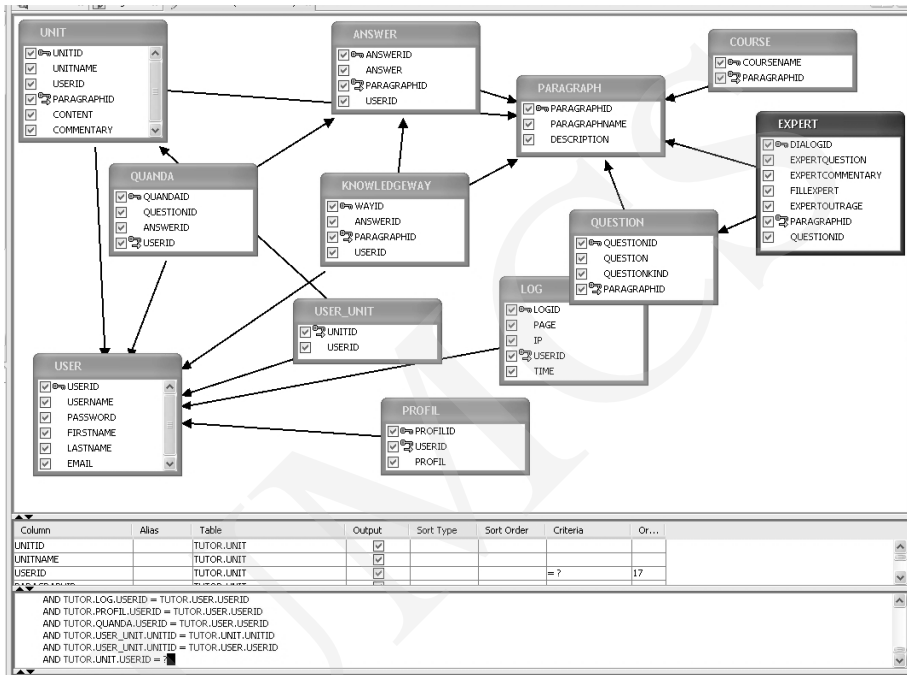 UNIT
UNITID
UNITNAME
USERID
PARAGRAPHID
CONTENT
COMMENTARY
ANSWER
ANSWERID
ANSWER
PARAGRAPHID
USERID
PARAGRAPH
PARAGRAPHID
PARAGRAPHNAME
DESCRIPTION
COURSE
COURSENAME
PARAGRAPHID
EXPERT
DIALOGID
EXPERTQUESTION
EXPERTCOMMENTARY
FILLEXPERT
EXPERTOUTRAGE
PARAGRAPHID
QUESTIONID
QUANDA
QUANDAID
QUESTIONID
ANSWERID
USERID
KNOWLEDGEWAY
WAYID
ANSWERID
PARAGRAPHID
USERID
QUESTION
QUESTIONID
QUESTION
QUESTIONKIND
PARAGRAPHID
LOG
LOGID
PAGE
IP
USERID
TIME
USER_UNIT
UNITID
USERID
USER
USERID
USERNAME
PASSWORD
FIRSTNAME
LASTNAME
EMAIL
PROFIL
PROFILID
USERID
PROFIL
Column Alias Table Output Sort Type Sort Order Criteria Or...
UNITID TUTOR.UNIT
UNITNAME TUTOR.UNIT
USERID TUTOR.UNIT = ? 17
AND TUTOR.LOG.USERID = TUTOR.USER.USERID
AND TUTOR.PROFIL.USERID = TUTOR.USER.USERID
AND TUTOR.QUANDA.USERID = TUTOR.USER.USERID
AND TUTOR.USER_UNIT.UNITID = TUTOR.UNIT.UNITID
AND TUTOR.USER_UNIT.UNITID = TUTOR.USER.USERID
AND TUTOR.UNIT.USERID = ?
UMCS